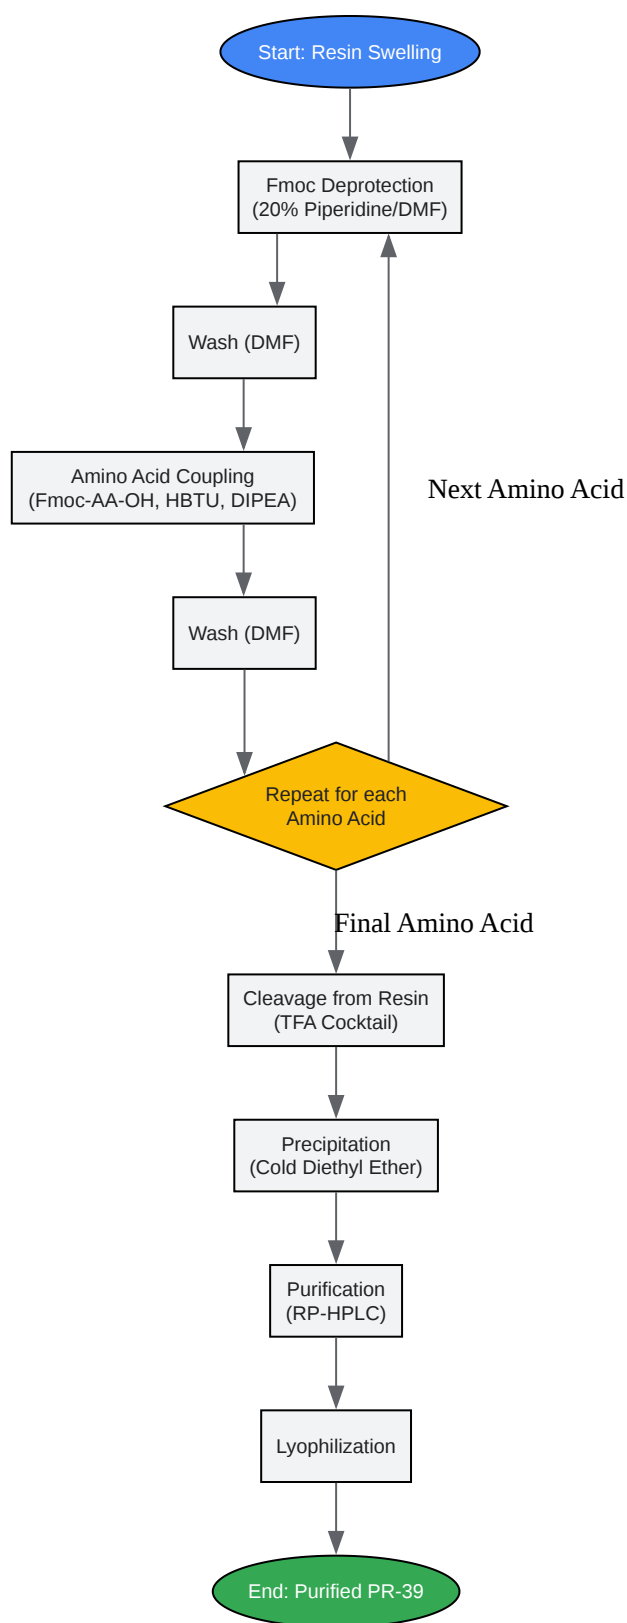 Start: Resin Swelling
Fmoc Deprotection
(20% Piperidine/DMF)
Wash (DMF)
Amino Acid Coupling
(Fmoc-AA-OH, HBTU, DIPEA)
Next Amino Acid
Wash (DMF)
Repeat for each
Amino Acid
Final Amino Acid
Cleavage from Resin
(TFA Cocktail)
Precipitation
(Cold Diethyl Ether)
Purification
(RP-HPLC)
Lyophilization
End: Purified PR-39